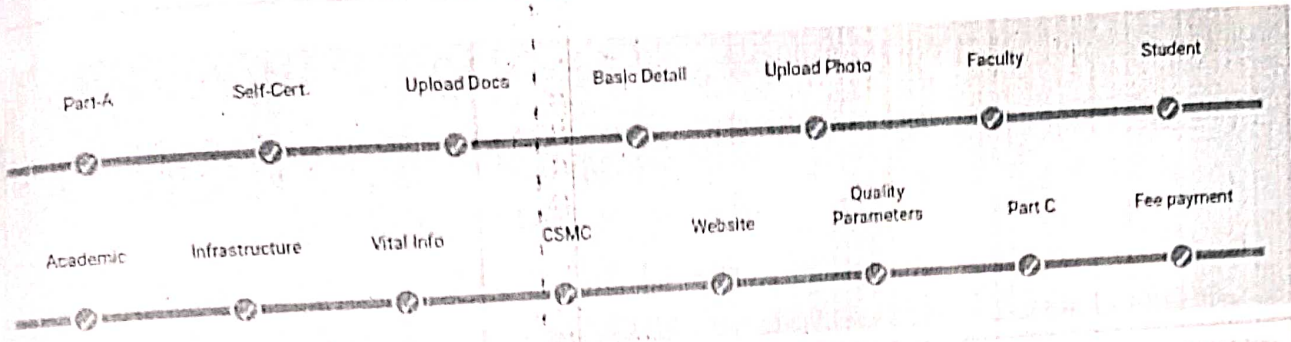 Part-A
Self-Cert.
Upload Docs
Basic Detail
Upload Photo
Faculty
Student
Academic
Infrastructure
Vital Info
CSMC
Website
Quality
Parameters
Part C
Fee payment